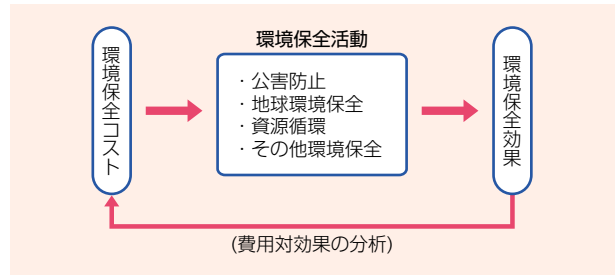 環境保全コスト
環境保全活動
・公害防止
・地球環境保全
・資源循環
・その他環境保全
環境保全効果
(費用対効果の分析)